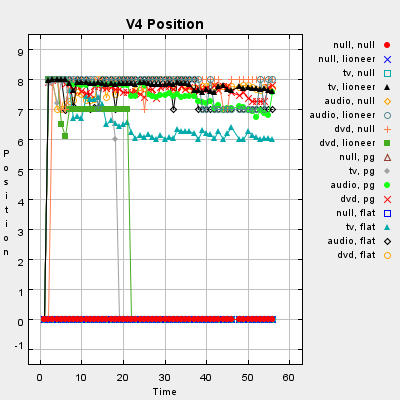 V4 Position
9
8
7
6
5
4
3
2
1
0
-1
Position
0 10 20 30 40 50 60
Time
null, null
null, lioneer
tv, null
tv, lioneer
audio, null
audio, lioneer
dvd, null
dvd, lioneer
null, pg
tv, pg
audio, pg
dvd, pg
null, flat
tv, flat
audio, flat
dvd, flat